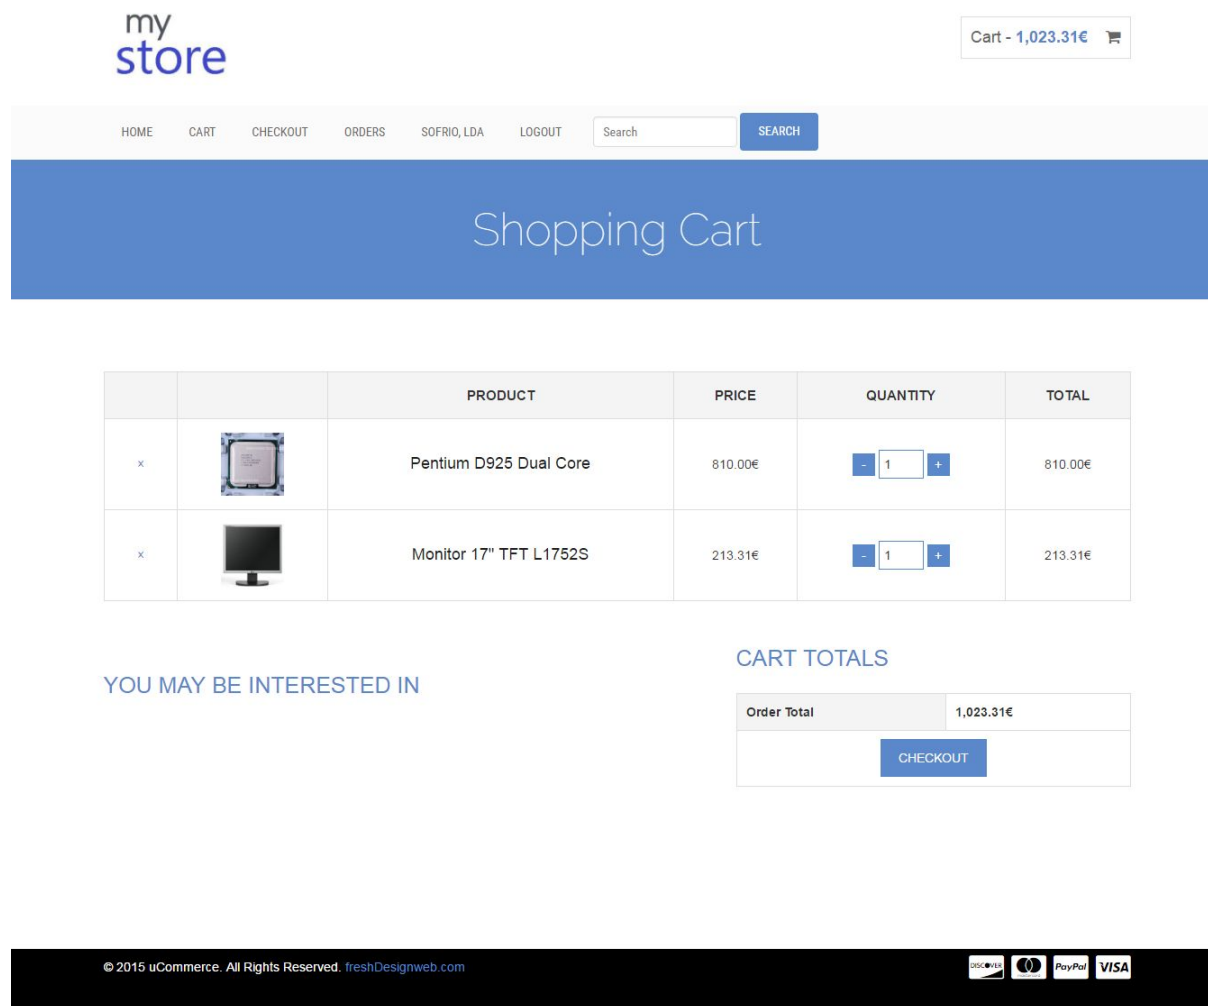 my
store
Cart - 1,023.31€
HOME CART CHECKOUT ORDERS SOFRIO, LDA LOGOUT Search SEARCH
Shopping Cart
PRODUCT PRICE QUANTITY TOTAL
x Pentium D925 Dual Core 810.00€ - 1 + 810.00€
x Monitor 17" TFT L1752S 213.31€ - 1 + 213.31€
CART TOTALS
YOU MAY BE INTERESTED IN
Order Total 1,023.31€
CHECKOUT
© 2015 uCommerce. All Rights Reserved. freshDesignweb.com DISCOVER PayPal VISA